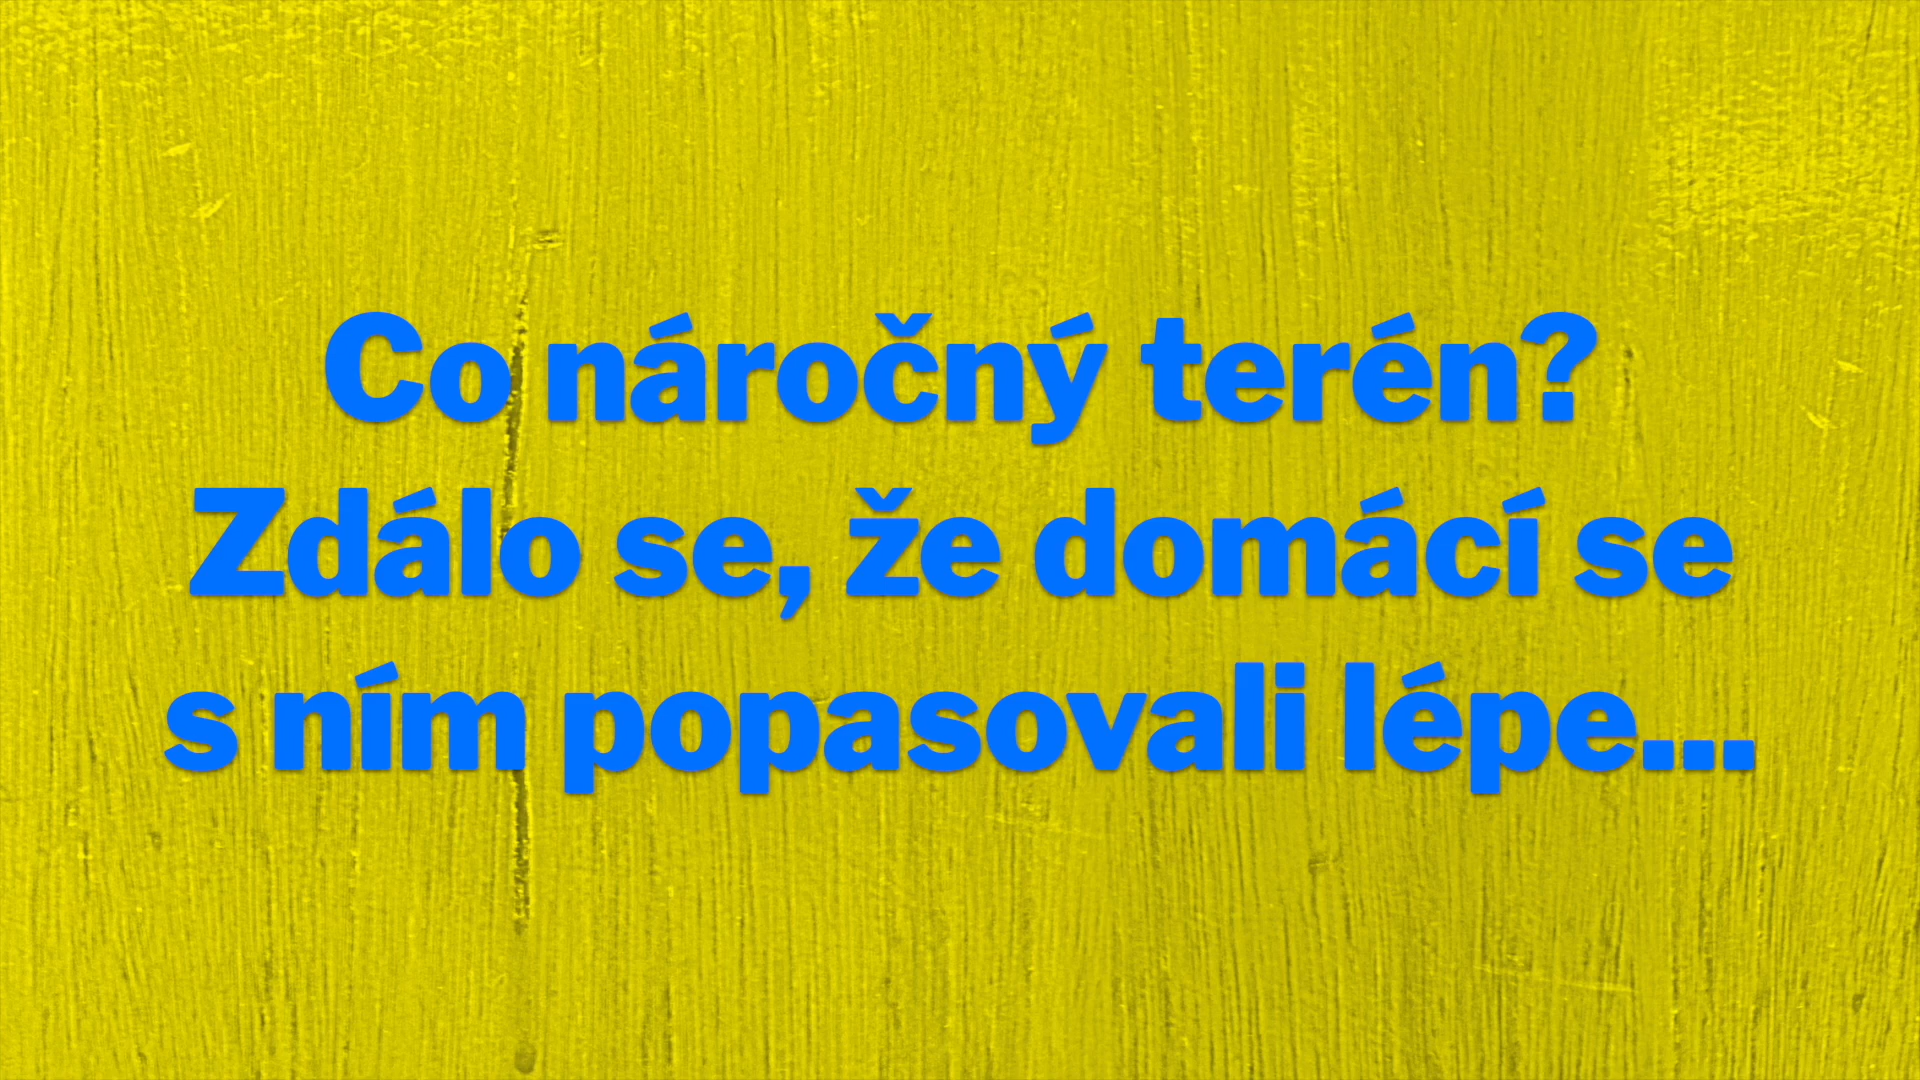 Co náročný terén?
Zdálo se, že domácí se
s ním popasovali lépe...